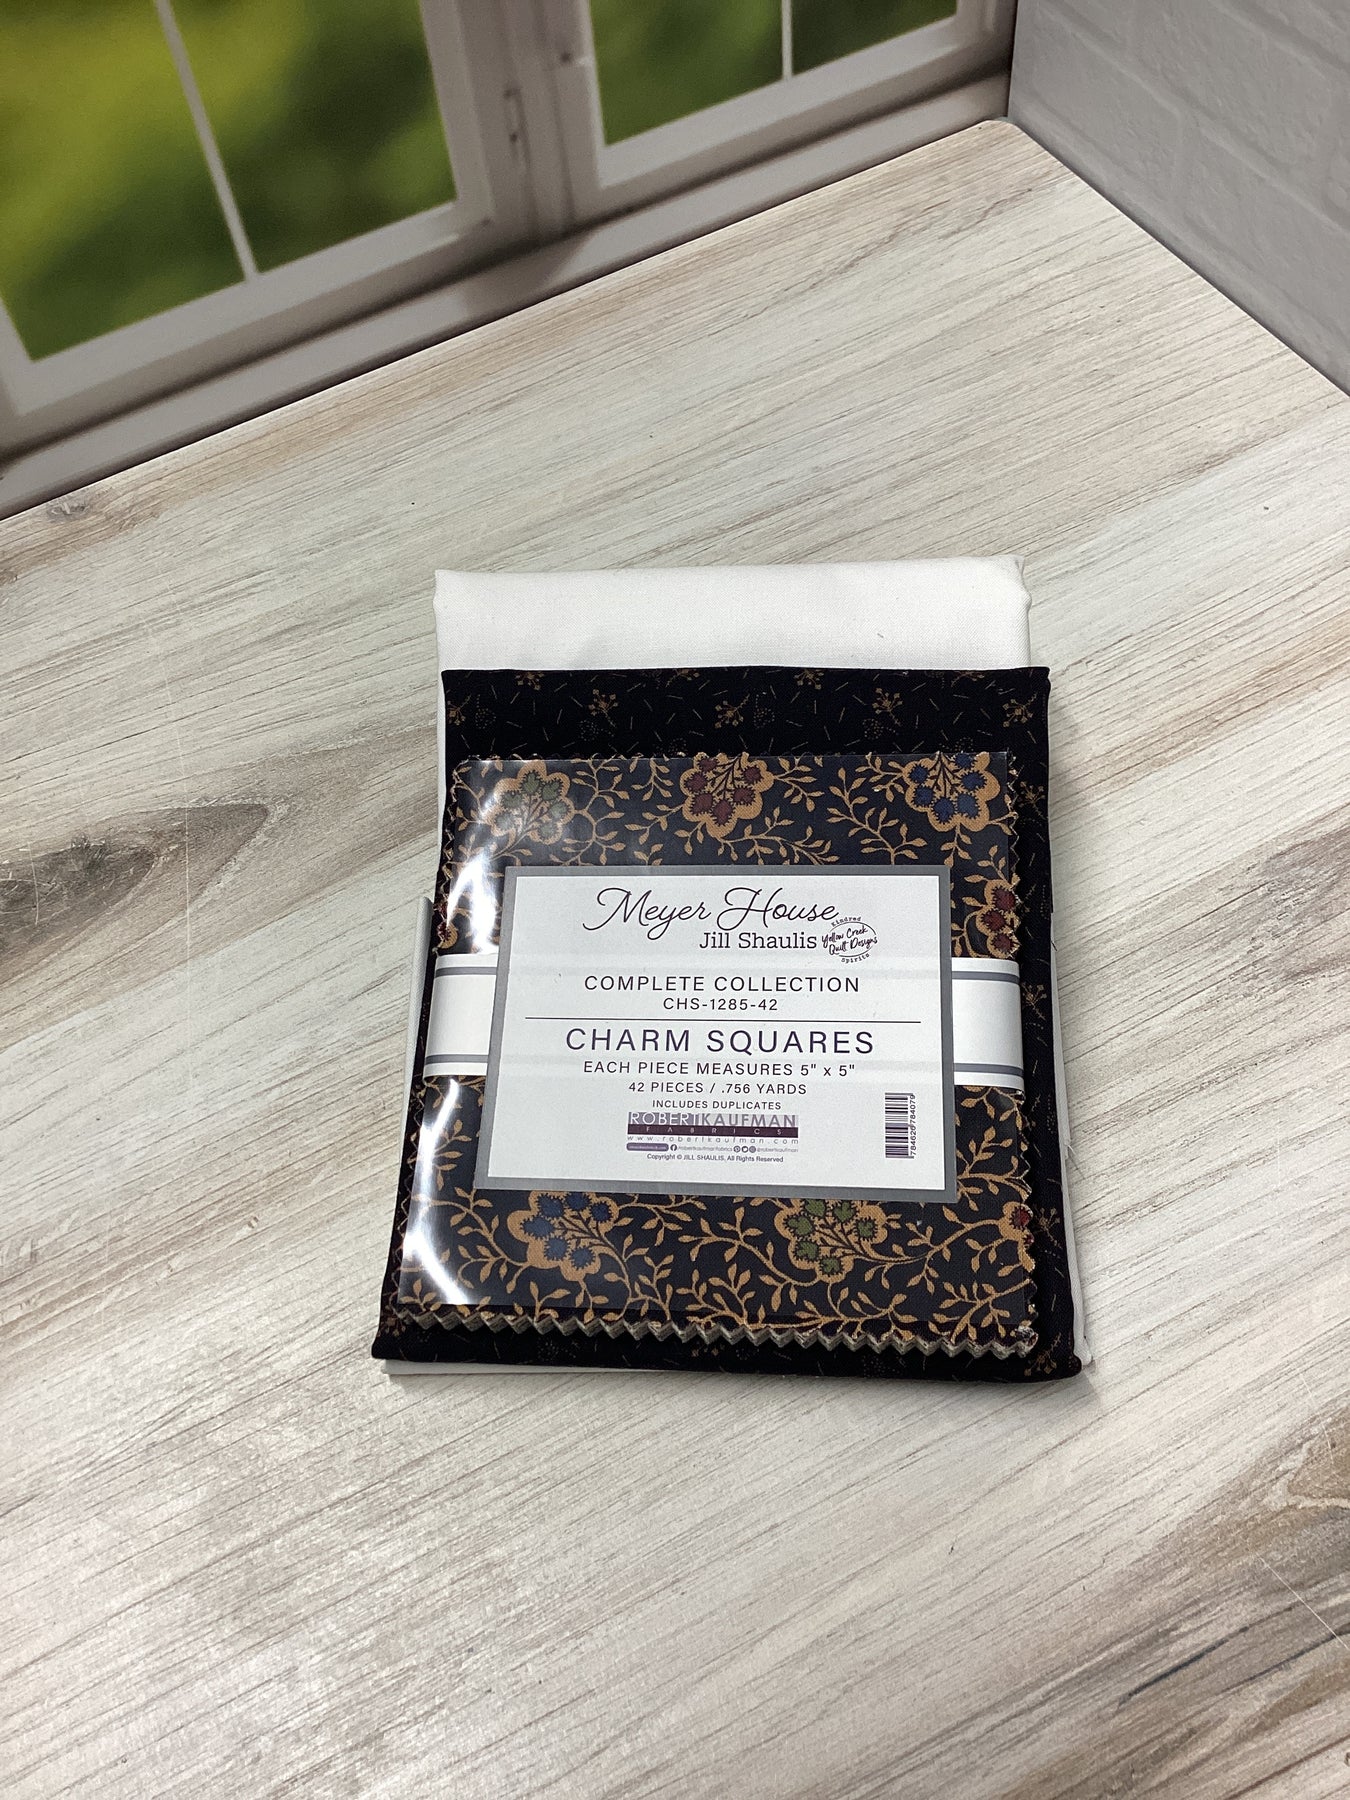 Meyer House
Jill Shaulis
Kindred
Yellow Creek
Quilt Designs
Spirits
COMPLETE COLLECTION
CHS-1285-42
CHARM SQUARES
EACH PIECE MEASURES 5" x 5"
42 PIECES / .756 YARDS
INCLUDES DUPLICATES
ROBERT KAUFMAN
FABRICS
www.robertkaufman.com
Copyright © JILL SHAULIS, All Rights Reserved